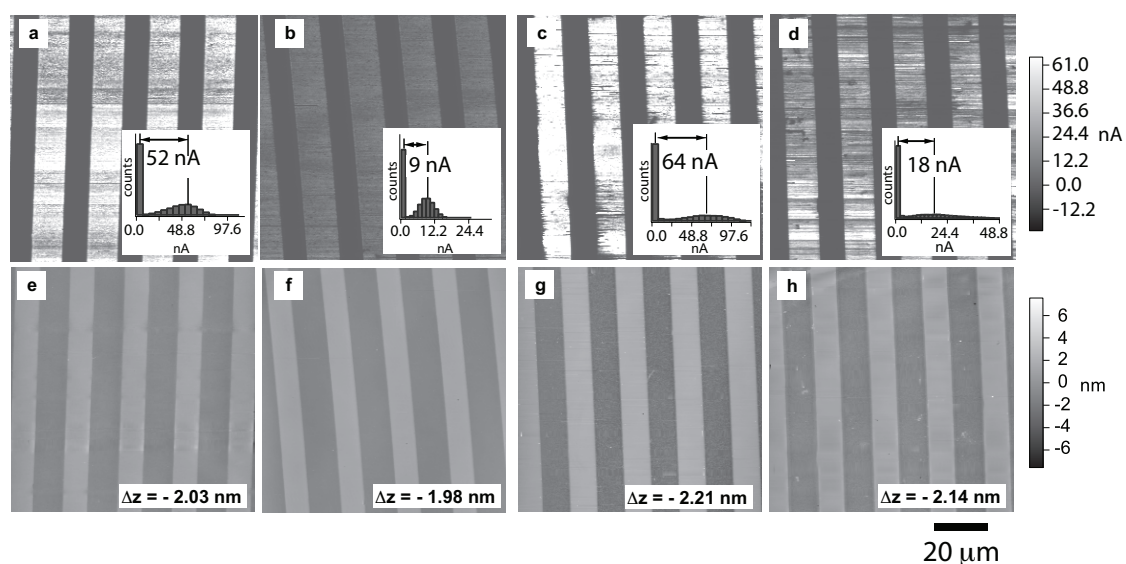 a
52 nA
counts
0.0 48.8 97.6
nA
b
9 nA
counts
0.0 12.2 24.4
nA
c
64 nA
counts
0.0 48.8 97.6
nA
d
18 nA
counts
0.0 24.4 48.8
nA
61.0
48.8
36.6
24.4 nA
12.2
0.0
-12.2
e
Δz = - 2.03 nm
f
Δz = - 1.98 nm
g
Δz = - 2.21 nm
h
Δz = - 2.14 nm
6
4
2
0 nm
-2
-4
-6
20 μm